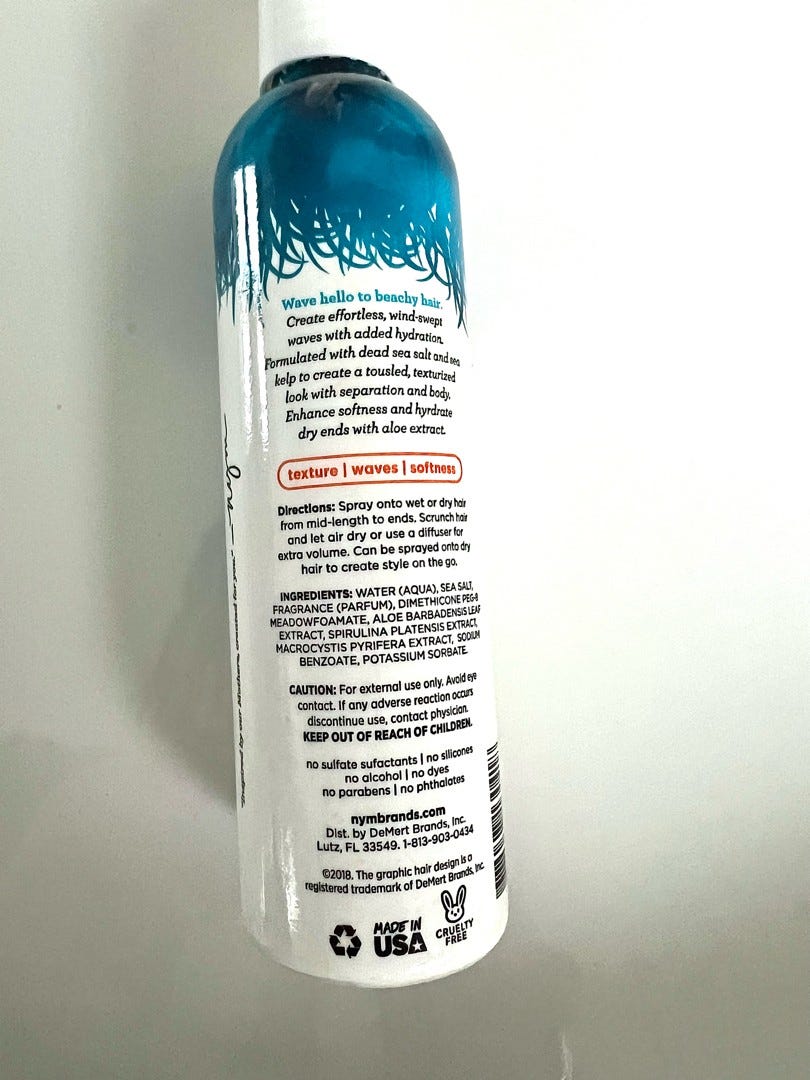 Wave hello to beachy hair.
Create effortless, wind-swept
waves with added hydration.
Formulated with dead sea salt and sea
kelp to create a tousled, texturized
look with separation and body.
Enhance softness and hyrdrate
dry ends with aloe extract.
texture | waves | softness
Directions: Spray onto wet or dry hair
from mid-length to ends. Scrunch hair
and let air dry or use a diffuser for
extra volume. Can be sprayed onto dry
hair to create style on the go.
INGREDIENTS: WATER (AQUA), SEA SALT,
FRAGRANCE (PARFUM), DIMETHICONE PEG-8
MEADOWFOAMATE, ALOE BARBADENSIS LEAF
EXTRACT, SPIRULINA PLATENSIS EXTRACT,
MACROCYSTIS PYRIFERA EXTRACT, SODIUM
BENZOATE, POTASSIUM SORBATE.
CAUTION: For external use only. Avoid eye
contact. If any adverse reaction occurs
discontinue use, contact physician.
KEEP OUT OF REACH OF CHILDREN.
no sulfate sufactants | no silicones
no alcohol | no dyes
no parabens | no phthalates
nymbrands.com
Dist. by DeMert Brands, Inc.
Lutz, FL 33549. 1-813-903-0434
©2018. The graphic hair design is a
registered trademark of DeMert Brands, Inc.
MADE IN
USA
CRUELTY
FREE
by our Mothers, created for you."